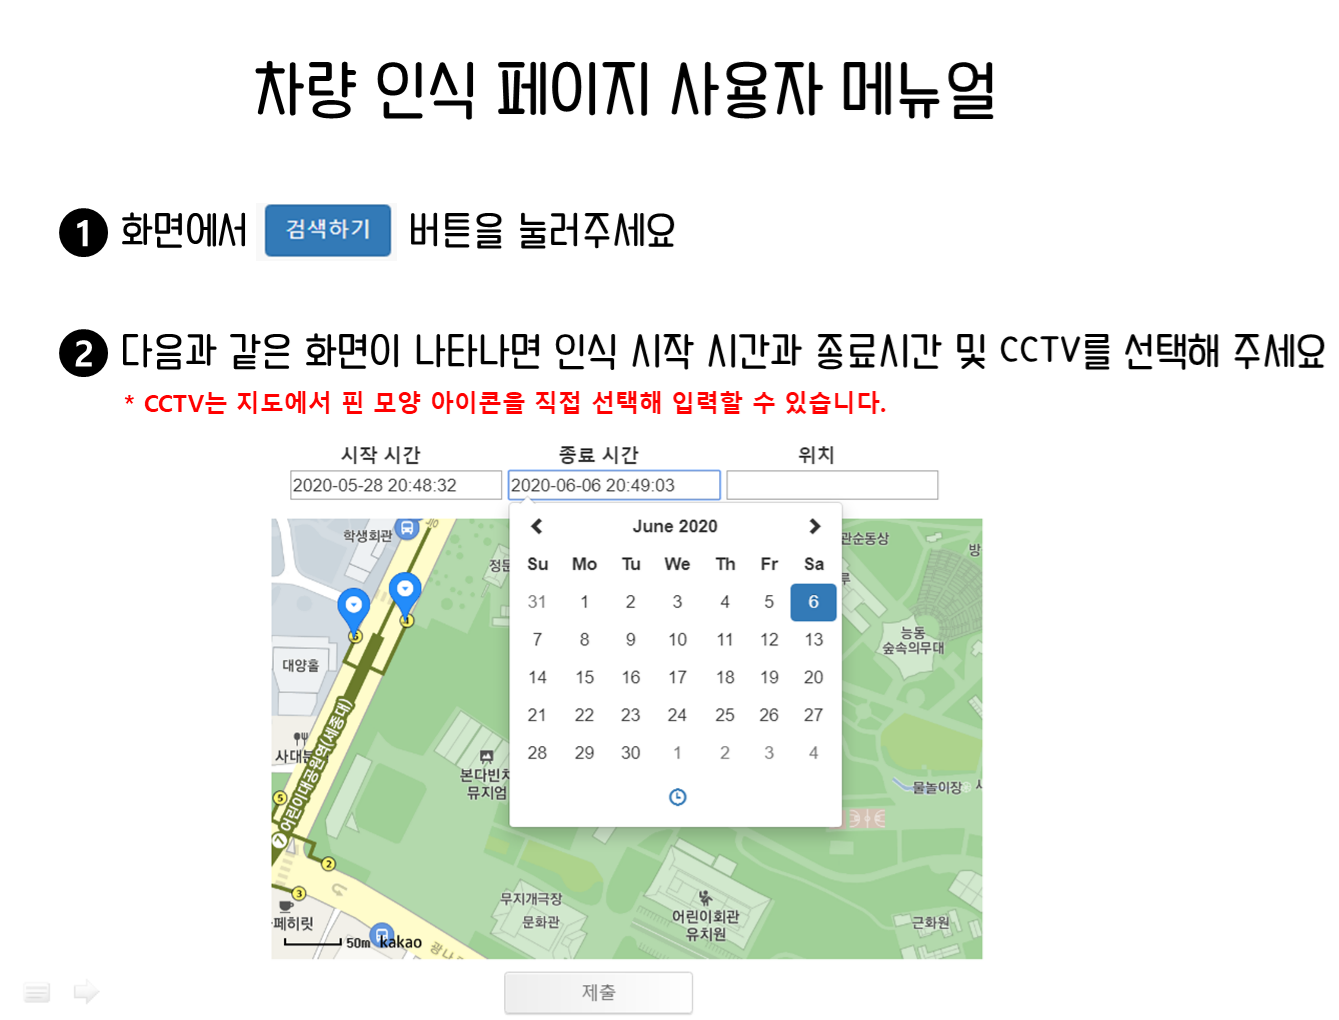 차량 인식 페이지 사용자 메뉴얼
1 화면에서 검색하기 버튼을 눌러주세요
2 다음과 같은 화면이 나타나면 인식 시작 시간과 종료시간 및 CCTV를 선택해 주세요
* CCTV는 지도에서 핀 모양 아이콘을 직접 선택해 입력할 수 있습니다.
시작 시간 종료 시간 위치
2020-05-28 20:48:32 2020-06-06 20:49:03
June 2020
Su Mo Tu We Th Fr Sa
31 1 2 3 4 5 6
7 8 9 10 11 12 13
14 15 16 17 18 19 20
21 22 23 24 25 26 27
28 29 30 1 2 3 4
학생회관
정문
관순동상
방
루
능동
숲속의무대
대양홀
사대부
어린이대공원역(세종대)
7
본다빈치
뮤지엄
물놀이장
5
2
3
무지개극장
문화관
어린이회관
유치원
근화원
페히릿
50m kakao
광나
제출